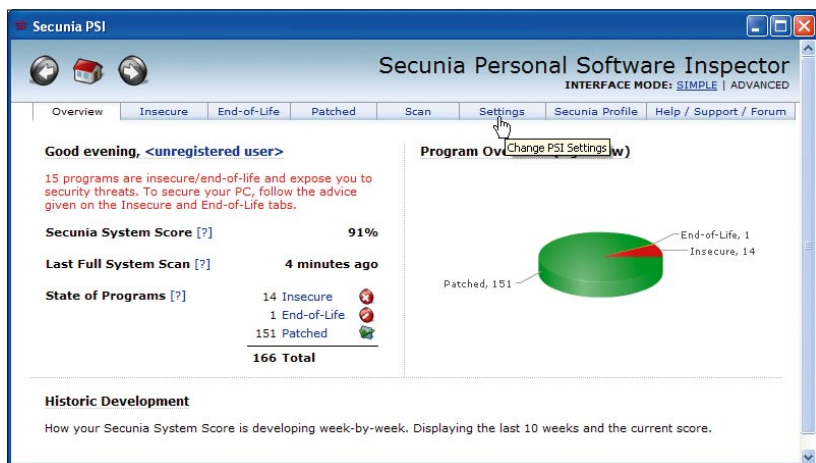 Secunia PSI
Secunia Personal Software Inspector
INTERFACE MODE: SIMPLE | ADVANCED
Overview Insecure End-of-Life Patched Scan Settings Secunia Profile Help / Support / Forum
Change PSI Settings
Good evening, <unregistered user>
15 programs are insecure/end-of-life and expose you to
security threats. To secure your PC, follow the advice
given on the Insecure and End-of-Life tabs.
Secunia System Score [?] 91%
Last Full System Scan [?] 4 minutes ago
State of Programs [?] 14 Insecure
1 End-of-Life
151 Patched
166 Total
Program Ov w)
End-of-Life, 1
Insecure, 14
Patched, 151
Historic Development
How your Secunia System Score is developing week-by-week. Displaying the last 10 weeks and the current score.